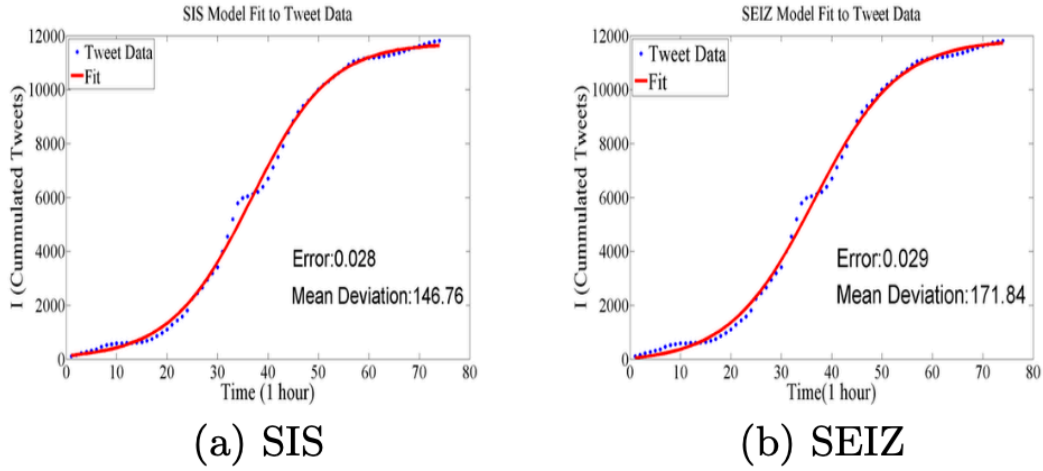 SIS Model Fit to Tweet Data
12000
10000
8000
6000
4000
2000
0
I (Cummulated Tweets)
Tweet Data
Fit
Error:0.028
Mean Deviation:146.76
0 10 20 30 40 50 60 70 80
Time (1 hour)
(a) SIS
SEIZ Model Fit to Tweet Data
12000
10000
8000
6000
4000
2000
0
I (Cummulated Tweets)
Tweet Data
Fit
Error:0.029
Mean Deviation:171.84
0 10 20 30 40 50 60 70 80
Time(1 hour)
(b) SEIZ